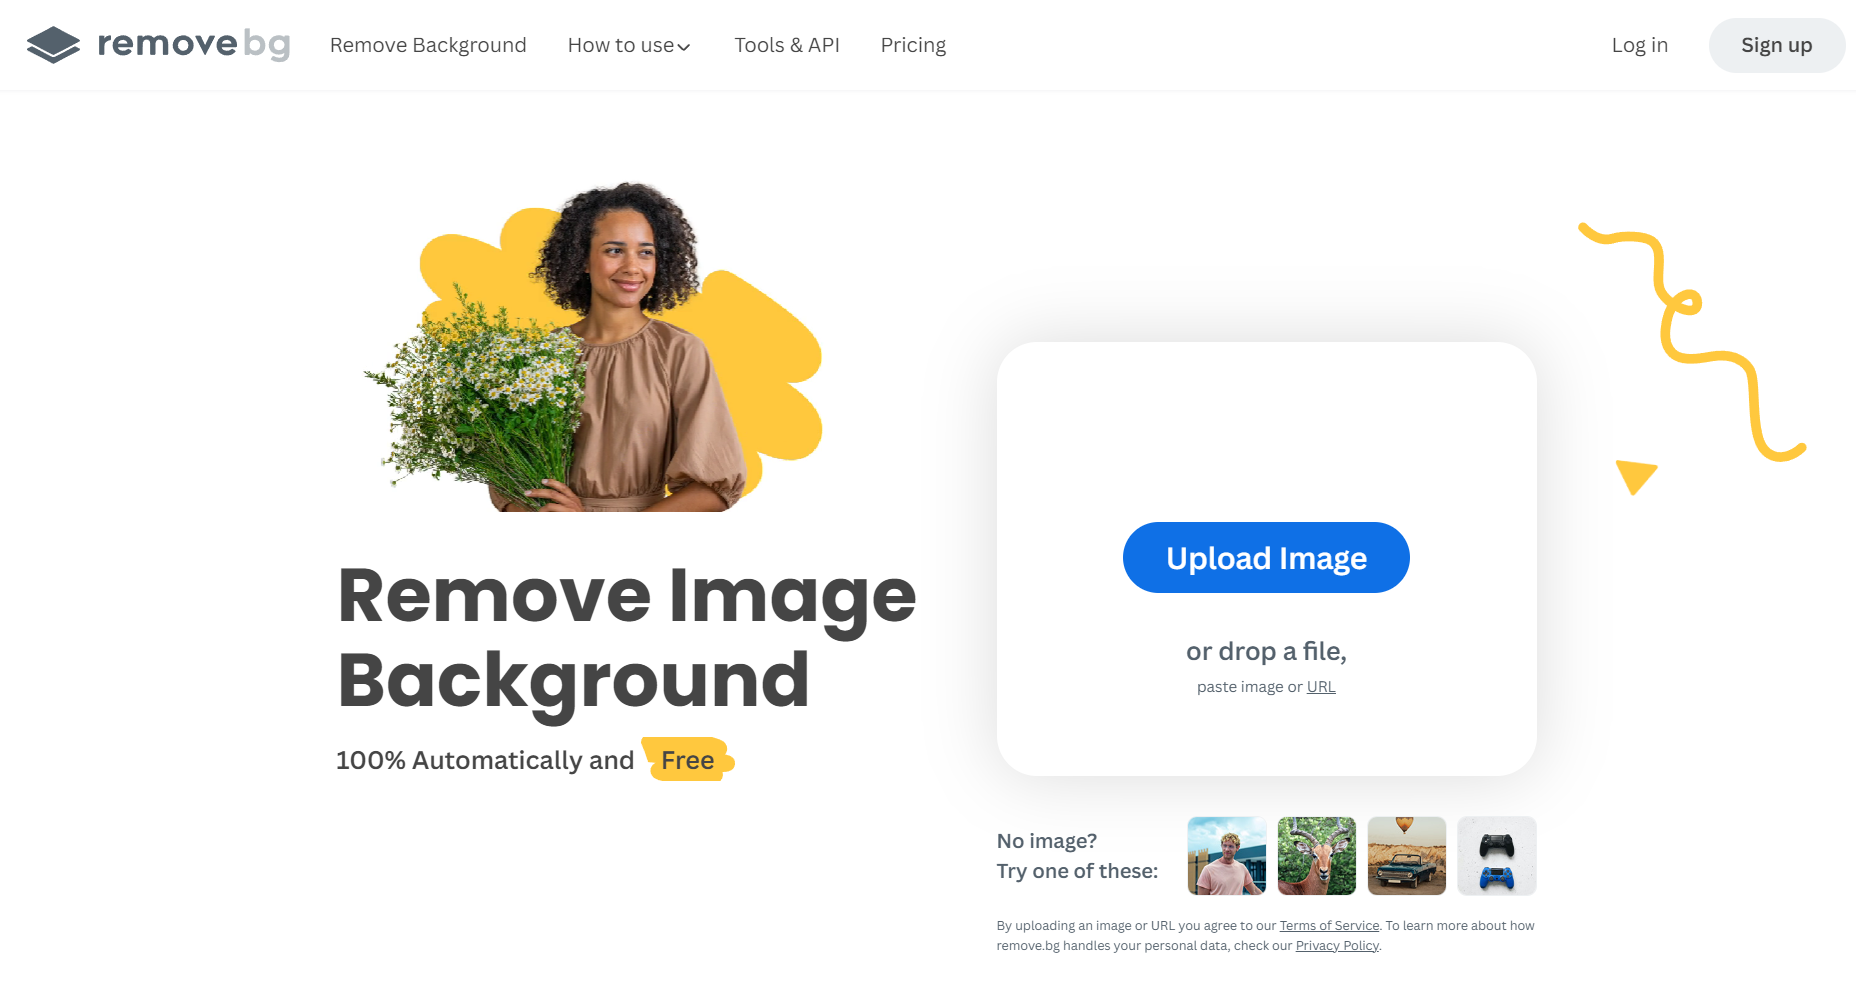 removebg
Remove Background
How to use
Tools & API
Pricing
Log in
Sign up
Remove Image
Background
100% Automatically and Free
Upload Image
or drop a file,
paste image or URL
No image?
Try one of these:
By uploading an image or URL you agree to our Terms of Service. To learn more about how
remove.bg handles your personal data, check our Privacy Policy.